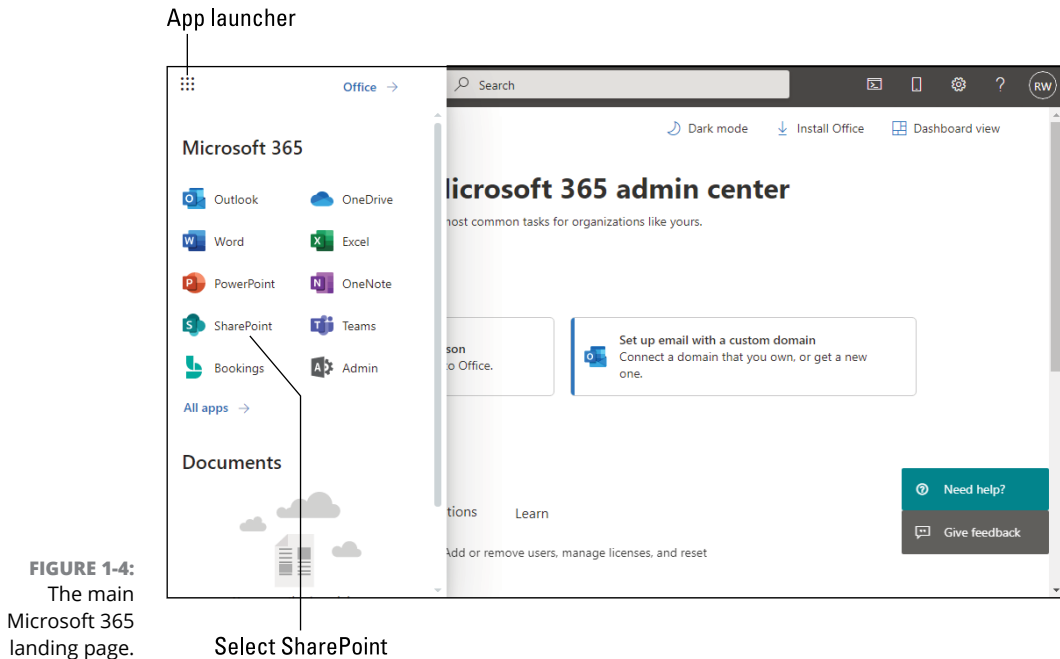 App launcher
Office →
Search
RW
Dark mode
Install Office
Dashboard view
Microsoft 365
Outlook
OneDrive
Word
Excel
PowerPoint
OneNote
SharePoint
Teams
Bookings
Admin
All apps →
Documents
icrosoft 365 admin center
most common tasks for organizations like yours.
son
o Office.
Set up email with a custom domain
Connect a domain that you own, or get a new
one.
Need help?
Give feedback
tions
Learn
Add or remove users, manage licenses, and reset
FIGURE 1-4:
The main
Microsoft 365
landing page.
Select SharePoint